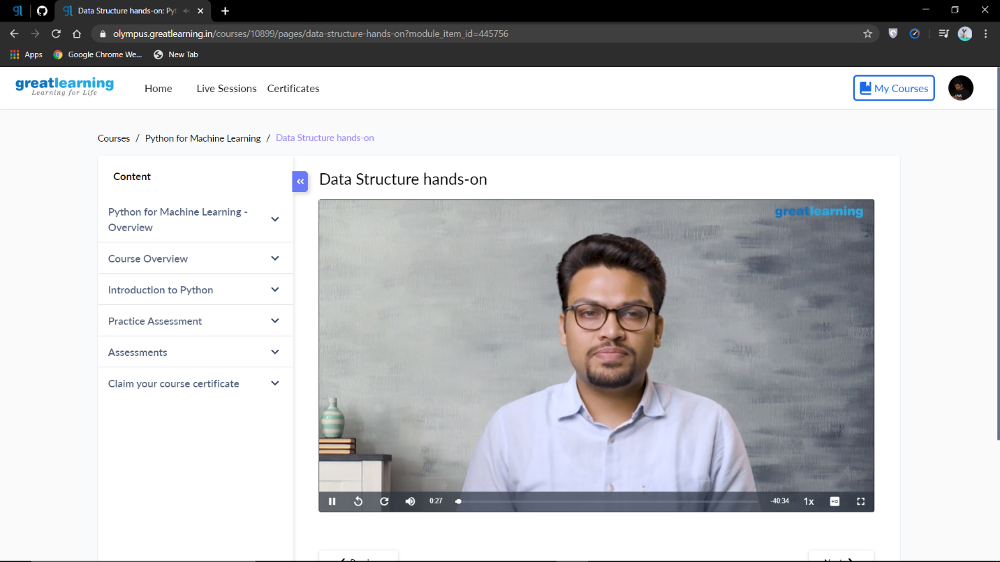 Data Structure hands-on: Pyt
olympus.greatlearning.in/courses/10899/pages/data-structure-hands-on?module_item_id=445756
Apps Google Chrome We... New Tab
greatlearning
Learning for Life
Home Live Sessions Certificates
My Courses
Courses / Python for Machine Learning / Data Structure hands-on
Content
Python for Machine Learning -
Overview
Course Overview
Introduction to Python
Practice Assessment
Assessments
Claim your course certificate
Data Structure hands-on
greatlearning
0:27 -40:34 1x HD